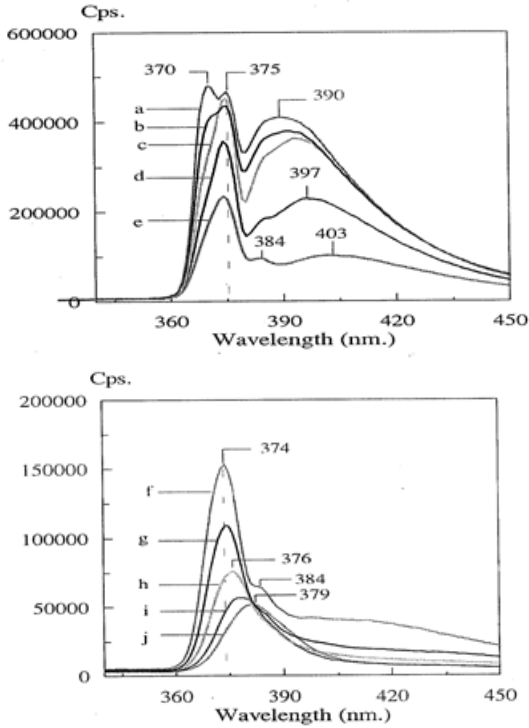 Cps.
600000
370
375
390
a
b
400000
c
d
397
200000
e
384
403
0
360
390
420
450
Wavelength (nm.)
Cps.
200000
374
150000
f
g
100000
376
h
384
379
50000
i
j
0
360
390
420
450
Wavelength (nm.)